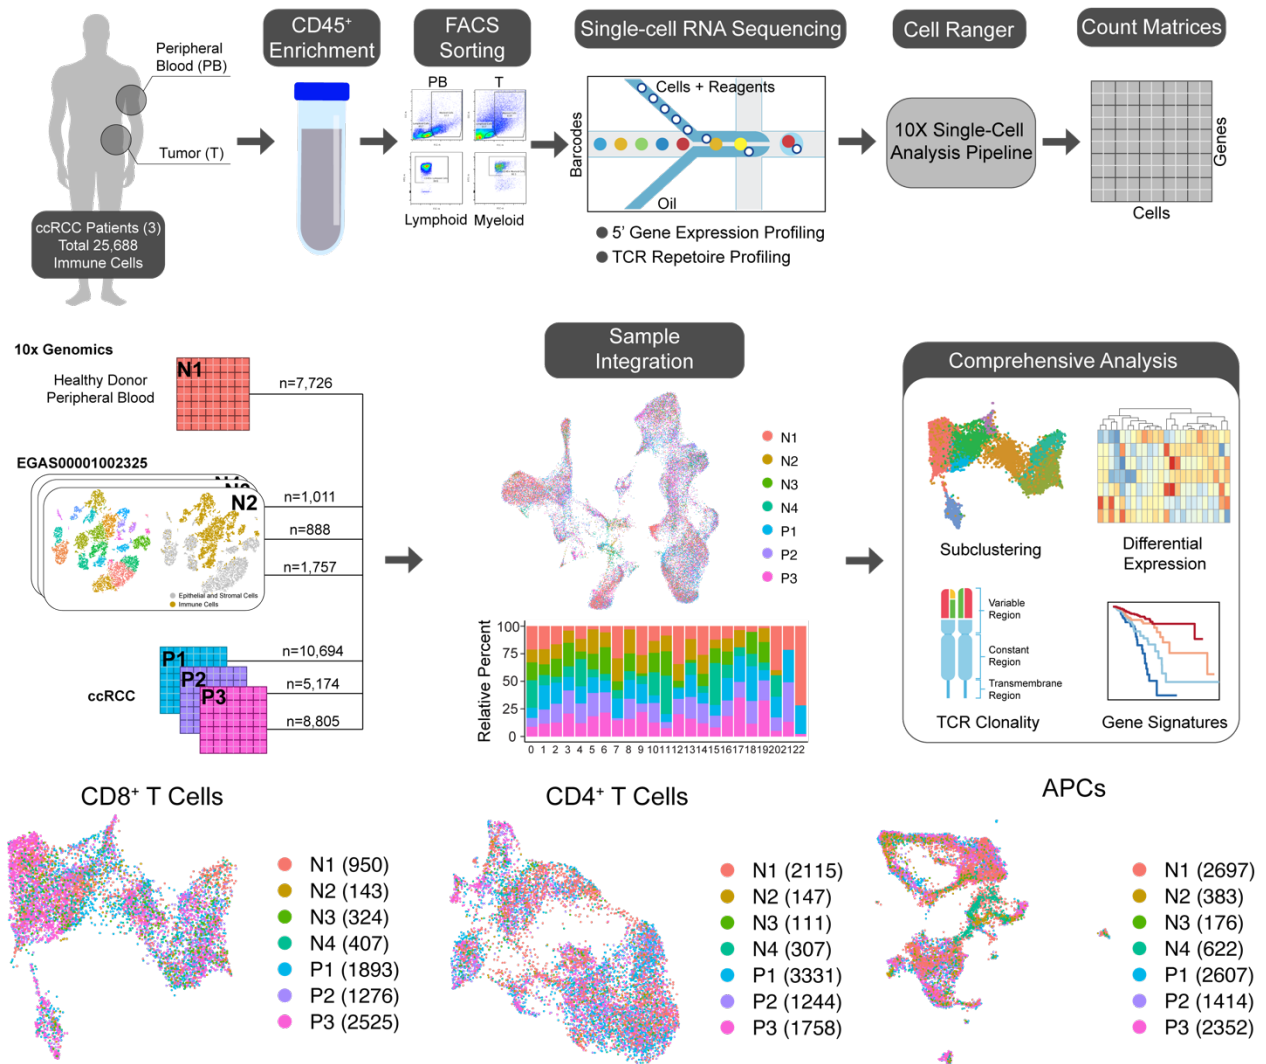 CD45+
Enrichment
FACS
Sorting
Single-cell RNA Sequencing
Cell Ranger
Count Matrices
Peripheral
Blood (PB)
Tumor (T)
ccRCC Patients (3)
Total 25,688
Immune Cells
PB
T
Lymphoid
Myeloid
Barcodes
Cells + Reagents
Oil
5' Gene Expression Profiling
TCR Repetoire Profiling
10X Single-Cell
Analysis Pipeline
Genes
Cells
10x Genomics
Healthy Donor
Peripheral Blood
N1
n=7,726
EGAS00001002325
N4
N3
N2
n=1,011
n=888
n=1,757
Epithelial and Stromal Cells
Immune Cells
ccRCC
P1
P2
P3
n=10,694
n=5,174
n=8,805
Sample
Integration
N1
N2
N3
N4
P1
P2
P3
Relative Percent
100
75
50
25
0
0 1 2 3 4 5 6 7 8 9 10 11 12 13 14 15 16 17 18 19 20 21 22
Comprehensive Analysis
Subclustering
Differential
Expression
Variable
Region
Constant
Region
Transmembrane
Region
TCR Clonality
Gene Signatures
CD8+ T Cells
N1 (950)
N2 (143)
N3 (324)
N4 (407)
P1 (1893)
P2 (1276)
P3 (2525)
CD4+ T Cells
N1 (2115)
N2 (147)
N3 (111)
N4 (307)
P1 (3331)
P2 (1244)
P3 (1758)
APCs
N1 (2697)
N2 (383)
N3 (176)
N4 (622)
P1 (2607)
P2 (1414)
P3 (2352)